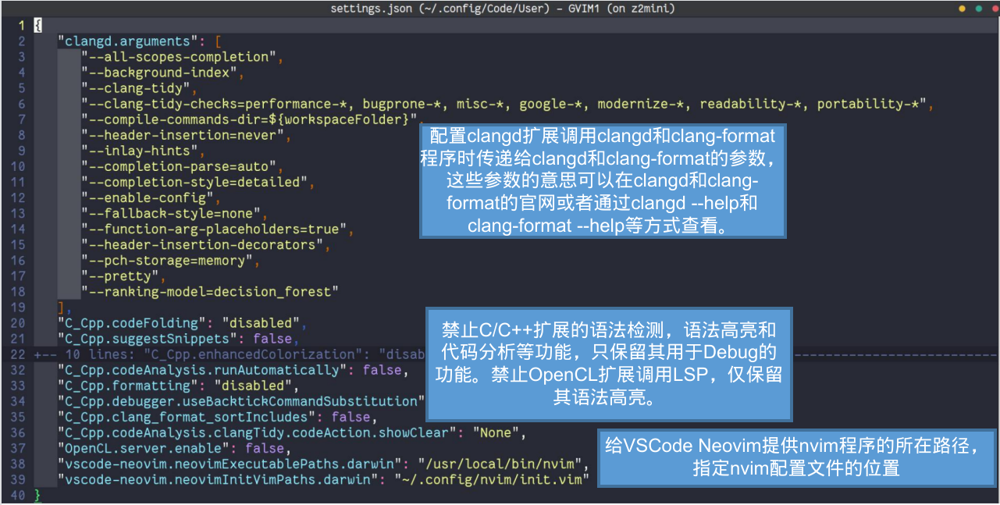 settings.json (~/.config/Code/User) – GVIM1 (on z2mini)
1 {
2 "clangd.arguments": [
3 "--all-scopes-completion",
4 "--background-index",
5 "--clang-tidy",
6 "--clang-tidy-checks=performance-*, bugprone-*, misc-*, google-*, modernize-*, readability-*, portability-*",
7 "--compile-commands-dir=${workspaceFolder}",
8 "--header-insertion=never",
9 "--inlay-hints",
10 "--completion-parse=auto",
11 "--completion-style=detailed",
12 "--enable-config",
13 "--fallback-style=none",
14 "--function-arg-placeholders=true",
15 "--header-insertion-decorators",
16 "--pch-storage=memory",
17 "--pretty",
18 "--ranking-model=decision_forest"
19 ],
配置clangd扩展调用clangd和clang-format
程序时传递给clangd和clang-format的参数，
这些参数的意思可以在clangd和clang-
format的官网或者通过clangd --help和
clang-format --help等方式查看。
20 "C_Cpp.codeFolding": "disabled",
21 "C_Cpp.suggestSnippets": false,
22 +-- 10 lines: "C_Cpp.enhancedColorization": "disab
32 "C_Cpp.codeAnalysis.runAutomatically": false,
33 "C_Cpp.formatting": "disabled",
34 "C_Cpp.debugger.useBacktickCommandSubstitution"
35 "C_Cpp.clang_format_sortIncludes": false,
36 "C_Cpp.codeAnalysis.clangTidy.codeAction.showClear": "None",
37 "OpenCL.server.enable": false,
38 "vscode-neovim.neovimExecutablePaths.darwin": "/usr/local/bin/nvim",
39 "vscode-neovim.neovimInitVimPaths.darwin": "~/.config/nvim/init.vim"
40 }
禁止C/C++扩展的语法检测，语法高亮和
代码分析等功能，只保留其用于Debug的
功能。禁止OpenCL扩展调用LSP，仅保留
其语法高亮。
给VSCode Neovim提供nvim程序的所在路径，
指定nvim配置文件的位置